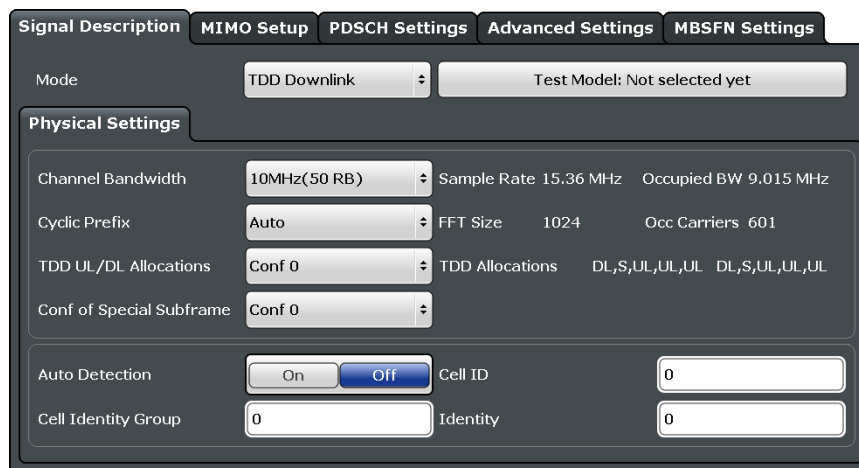 Signal Description MIMO Setup PDSCH Settings Advanced Settings MBSFN Settings
Mode TDD Downlink Test Model: Not selected yet
Physical Settings
Channel Bandwidth 10MHz(50 RB) Sample Rate 15.36 MHz Occupied BW 9.015 MHz
Cyclic Prefix Auto FFT Size 1024 Occ Carriers 601
TDD UL/DL Allocations Conf 0 TDD Allocations DL,S,UL,UL,UL DL,S,UL,UL,UL
Conf of Special Subframe Conf 0
Auto Detection On Off Cell ID 0
Cell Identity Group 0 Identity 0